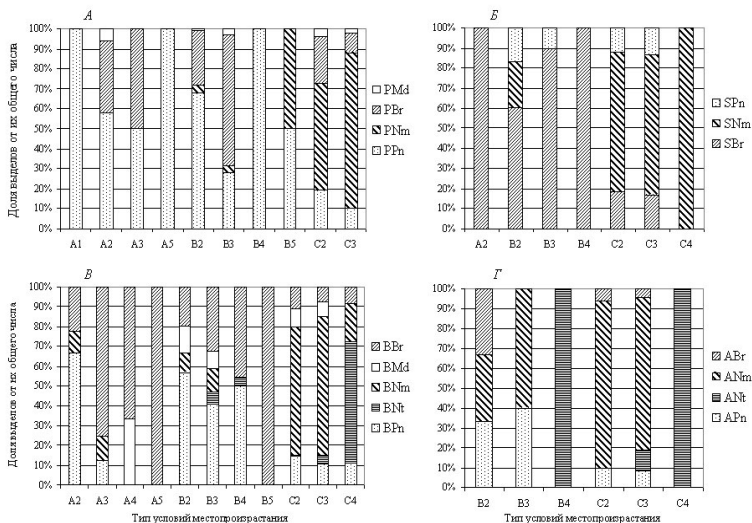 А
Доля выделов от их общего числа
100%
90%
80%
70%
60%
50%
40%
30%
20%
10%
0%
A1 A2 A3 A5 B2 B3 B4 B5 C2 C3
PMd
PBr
PNm
PPn
Б
100%
90%
80%
70%
60%
50%
40%
30%
20%
10%
0%
A2 B2 B3 B4 C2 C3 C4
SPn
SNm
SBr
В
Доля выделов от их общего числа
100%
90%
80%
70%
60%
50%
40%
30%
20%
10%
0%
A2 A3 A4 A5 B2 B3 B4 B5 C2 C3 C4
Тип условий местопроизрастания
BBr
BMd
BNm
BNt
BPn
Г
100%
90%
80%
70%
60%
50%
40%
30%
20%
10%
0%
B2 B3 B4 C2 C3 C4
Тип условий местопроизрастания
ABr
ANm
ANt
APn